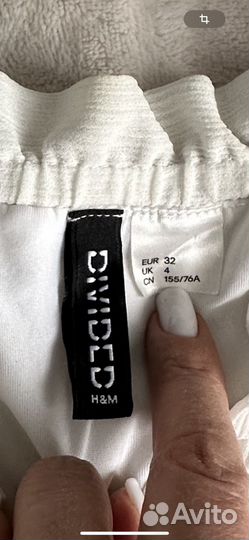 DIVIDED
H&M
EUR 32
UK 4
CN 155/76A
Avito